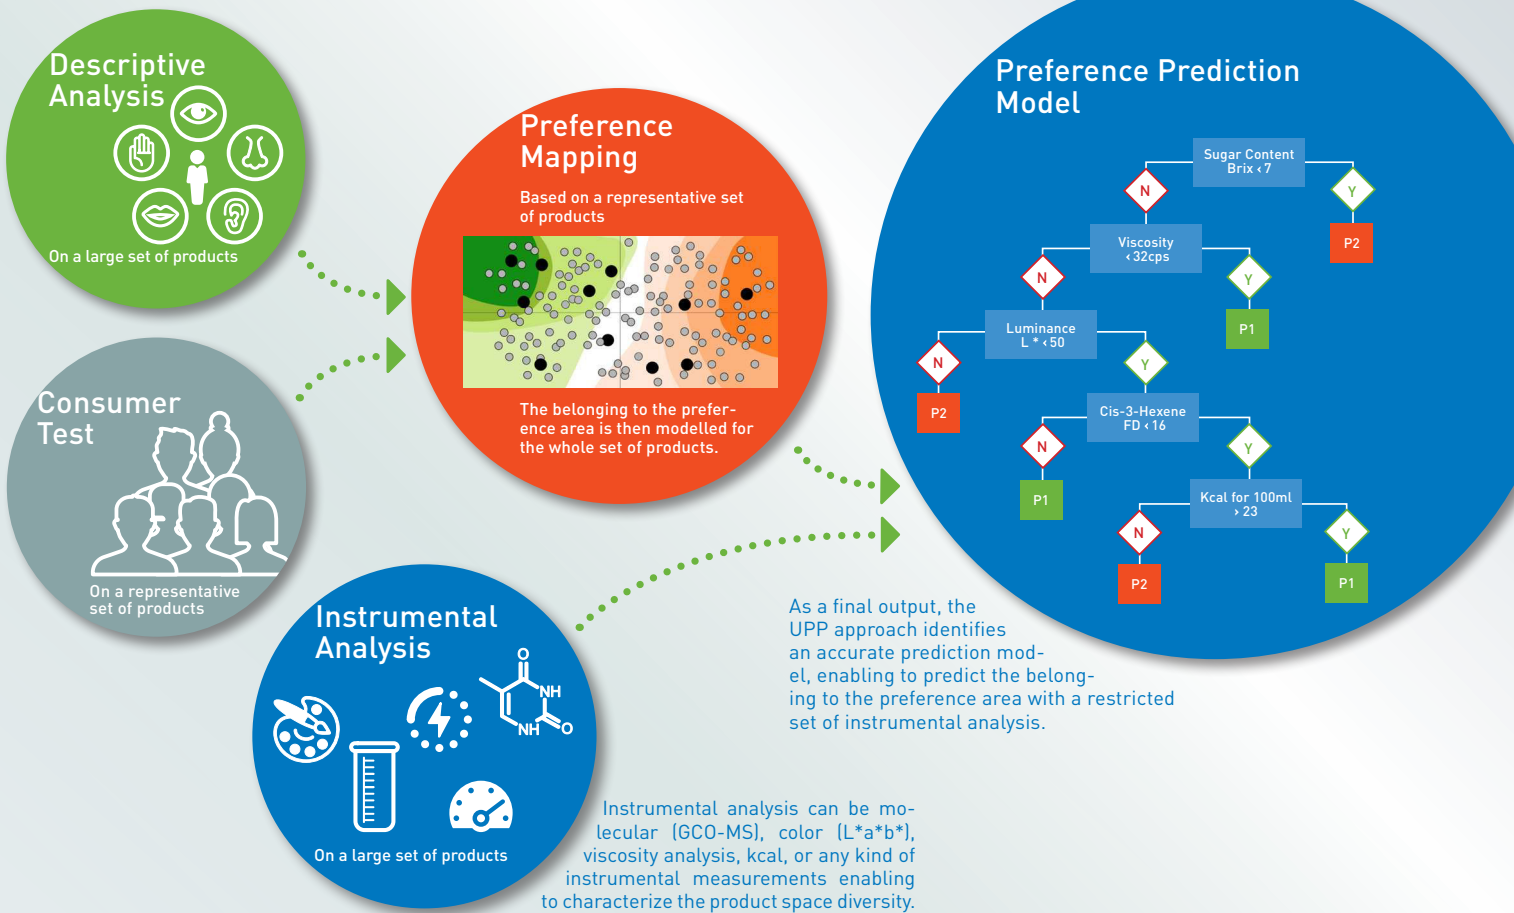 Descriptive
Analysis
On a large set of products
Consumer
Test
On a representative
set of products
Preference
Mapping
Based on a representative set
of products
The belonging to the prefer-
ence area is then modelled for
the whole set of products.
Instrumental
Analysis
O
NH
NH
O
On a large set of products
Instrumental analysis can be mo-
lecular (GCO-MS), color (L*a*b*),
viscosity analysis, kcal, or any kind of
instrumental measurements enabling
to characterize the product space diversity.
Preference Prediction
Model
Sugar Content
Brix ‹ 7
N
Y
P2
Viscosity
‹ 32cps
N
Y
P1
Luminance
L * ‹ 50
N
Y
P2
Cis-3-Hexene
FD ‹ 16
N
Y
P1
Kcal for 100ml
› 23
N
Y
P2
P1
As a final output, the
UPP approach identifies
an accurate prediction mod-
el, enabling to predict the belong-
ing to the preference area with a restricted
set of instrumental analysis.